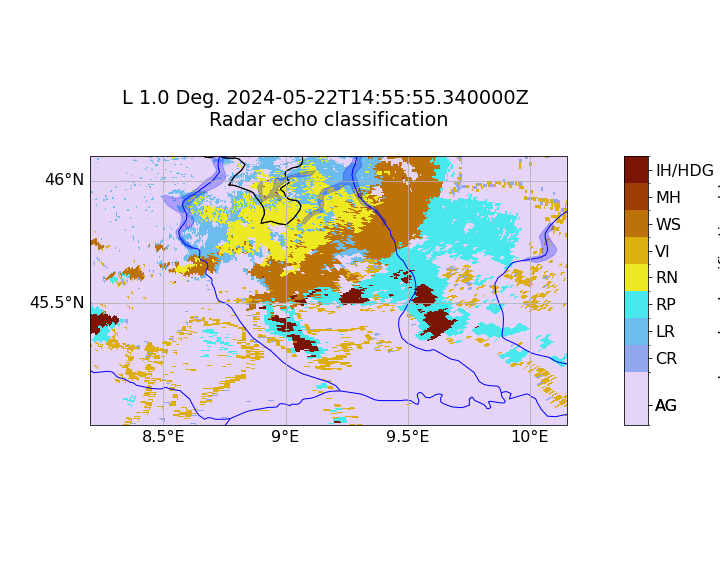 L 1.0 Deg. 2024-05-22T14:55:55.340000Z
Radar echo classification
46°N
45.5°N
8.5°E
9°E
9.5°E
10°E
IH/HDG
MH
WS
VI
RN
RP
LR
CR
AG